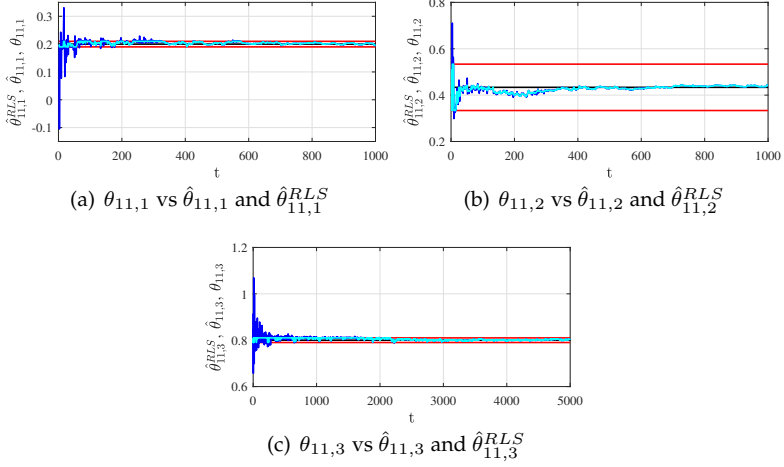 0.3
0.2
0.1
0
-0.1
0 200 400 600 800 1000
t
θ̂^{RLS}_{11,1}, θ̂_{11,1}, θ_{11,1}
(a) θ_{11,1} vs θ̂_{11,1} and θ̂^{RLS}_{11,1}
0.8
0.6
0.4
0.2
0 200 400 600 800 1000
t
θ̂^{RLS}_{11,2}, θ̂_{11,2}, θ_{11,2}
(b) θ_{11,2} vs θ̂_{11,2} and θ̂^{RLS}_{11,2}
1.2
1
0.8
0.6
0 1000 2000 3000 4000 5000
t
θ̂^{RLS}_{11,3}, θ̂_{11,3}, θ_{11,3}
(c) θ_{11,3} vs θ̂_{11,3} and θ̂^{RLS}_{11,3}